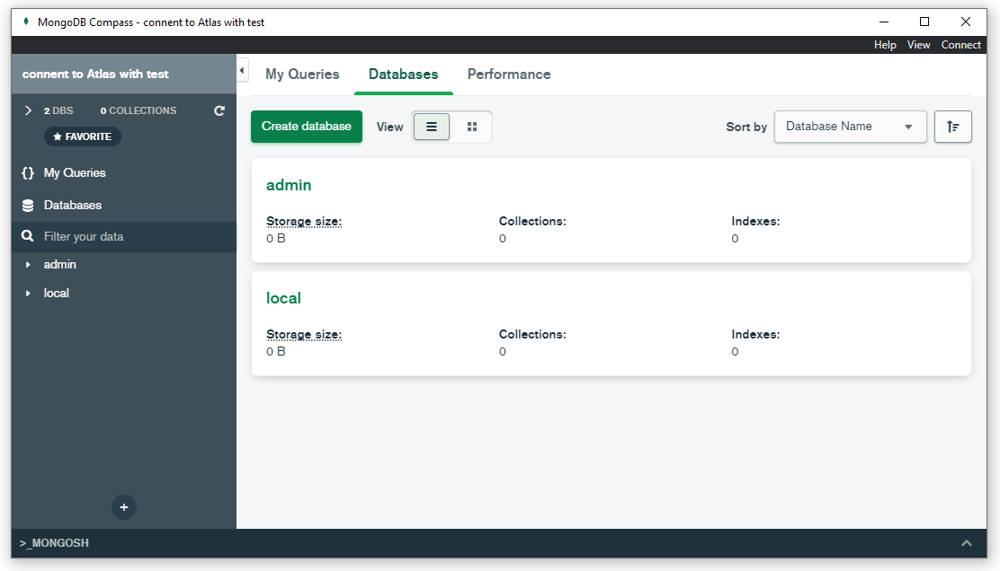 MongoDB Compass - connent to Atlas with test
Help View Connect
connent to Atlas with test
2 DBS 0 COLLECTIONS
★ FAVORITE
{} My Queries
Databases
Filter your data
admin
local
+
My Queries Databases Performance
Create database View Sort by Database Name
admin
Storage size: Collections: Indexes:
0 B 0 0
local
Storage size: Collections: Indexes:
0 B 0 0
>_MONGOSH